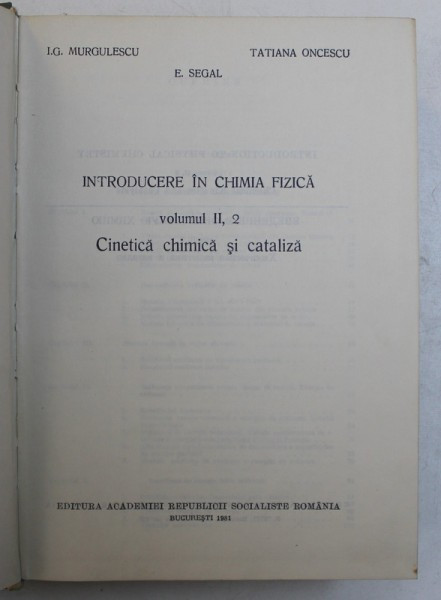 I.G. MURGULESCU TATIANA ONCESCU
E. SEGAL
INTRODUCERE ÎN CHIMIA FIZICĂ
volumul II, 2
Cinetică chimică și cataliză
EDITURA ACADEMIEI REPUBLICII SOCIALISTE ROMÂNIA
BUCUREȘTI 1981